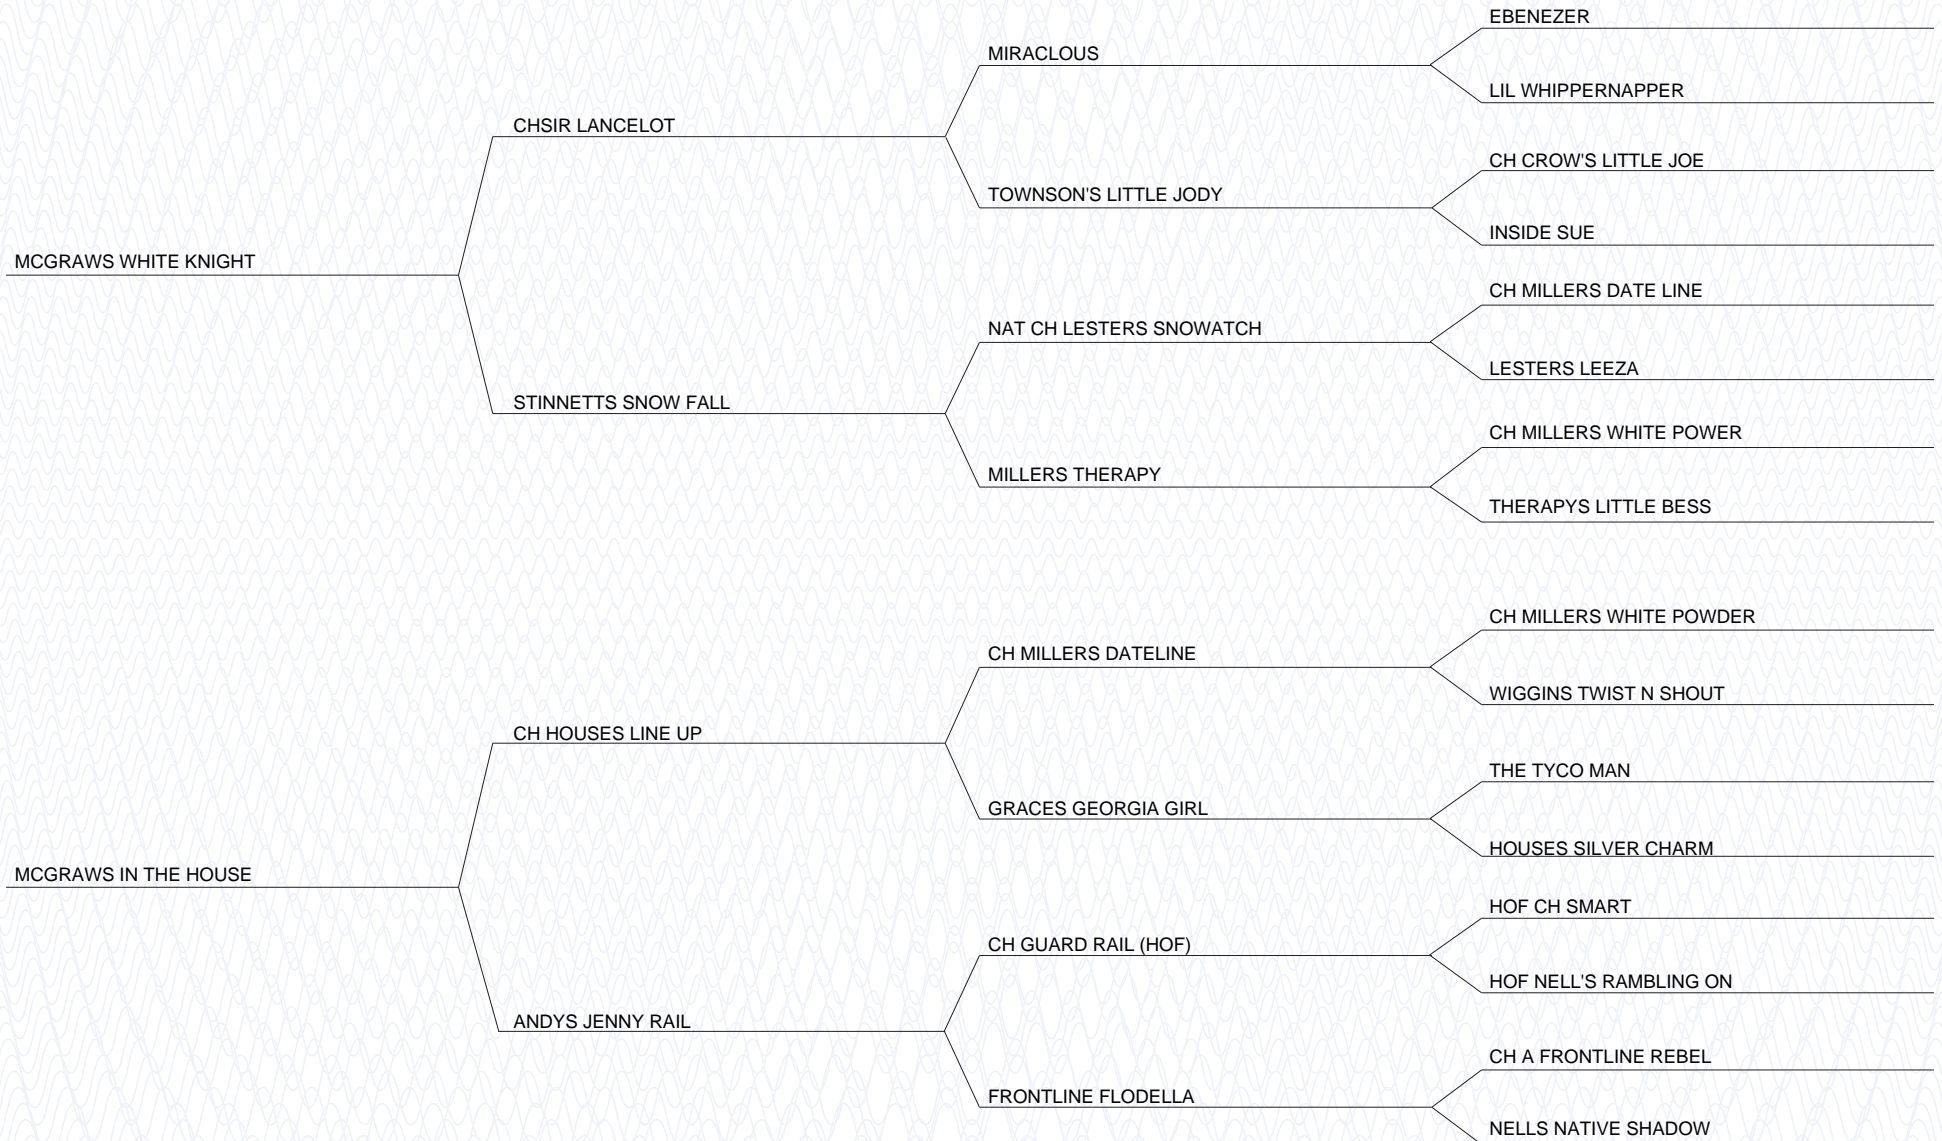 EBENEZER
MIRACLOUS
LIL WHIPPERNAPPER
CHSIR LANCELOT
CH CROW'S LITTLE JOE
TOWNSON'S LITTLE JODY
INSIDE SUE
MCGRAWS WHITE KNIGHT
CH MILLERS DATE LINE
NAT CH LESTERS SNOWATCH
LESTERS LEEZA
STINNETTS SNOW FALL
CH MILLERS WHITE POWER
MILLERS THERAPY
THERAPYS LITTLE BESS
CH MILLERS WHITE POWDER
CH MILLERS DATELINE
WIGGINS TWIST N SHOUT
CH HOUSES LINE UP
THE TYCO MAN
GRACES GEORGIA GIRL
HOUSES SILVER CHARM
MCGRAWS IN THE HOUSE
HOF CH SMART
CH GUARD RAIL (HOF)
HOF NELL'S RAMBLING ON
ANDYS JENNY RAIL
CH A FRONTLINE REBEL
FRONTLINE FLODELLA
NELLS NATIVE SHADOW